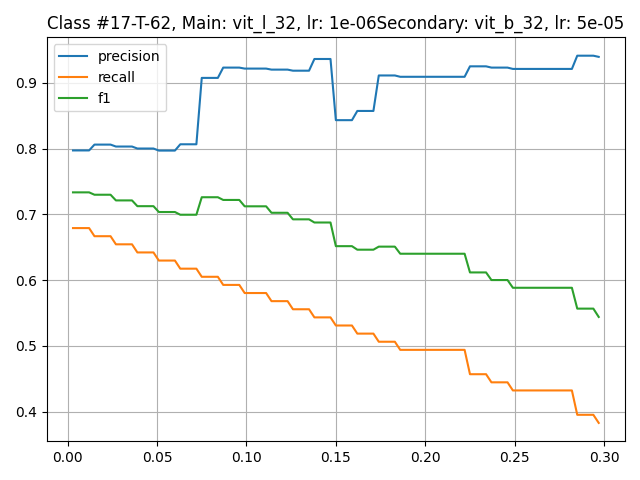 Class #17-T-62, Main: vit_l_32, lr: 1e-06Secondary: vit_b_32, lr: 5e-05
precision
recall
f1
0.9
0.8
0.7
0.6
0.5
0.4
0.00 0.05 0.10 0.15 0.20 0.25 0.30